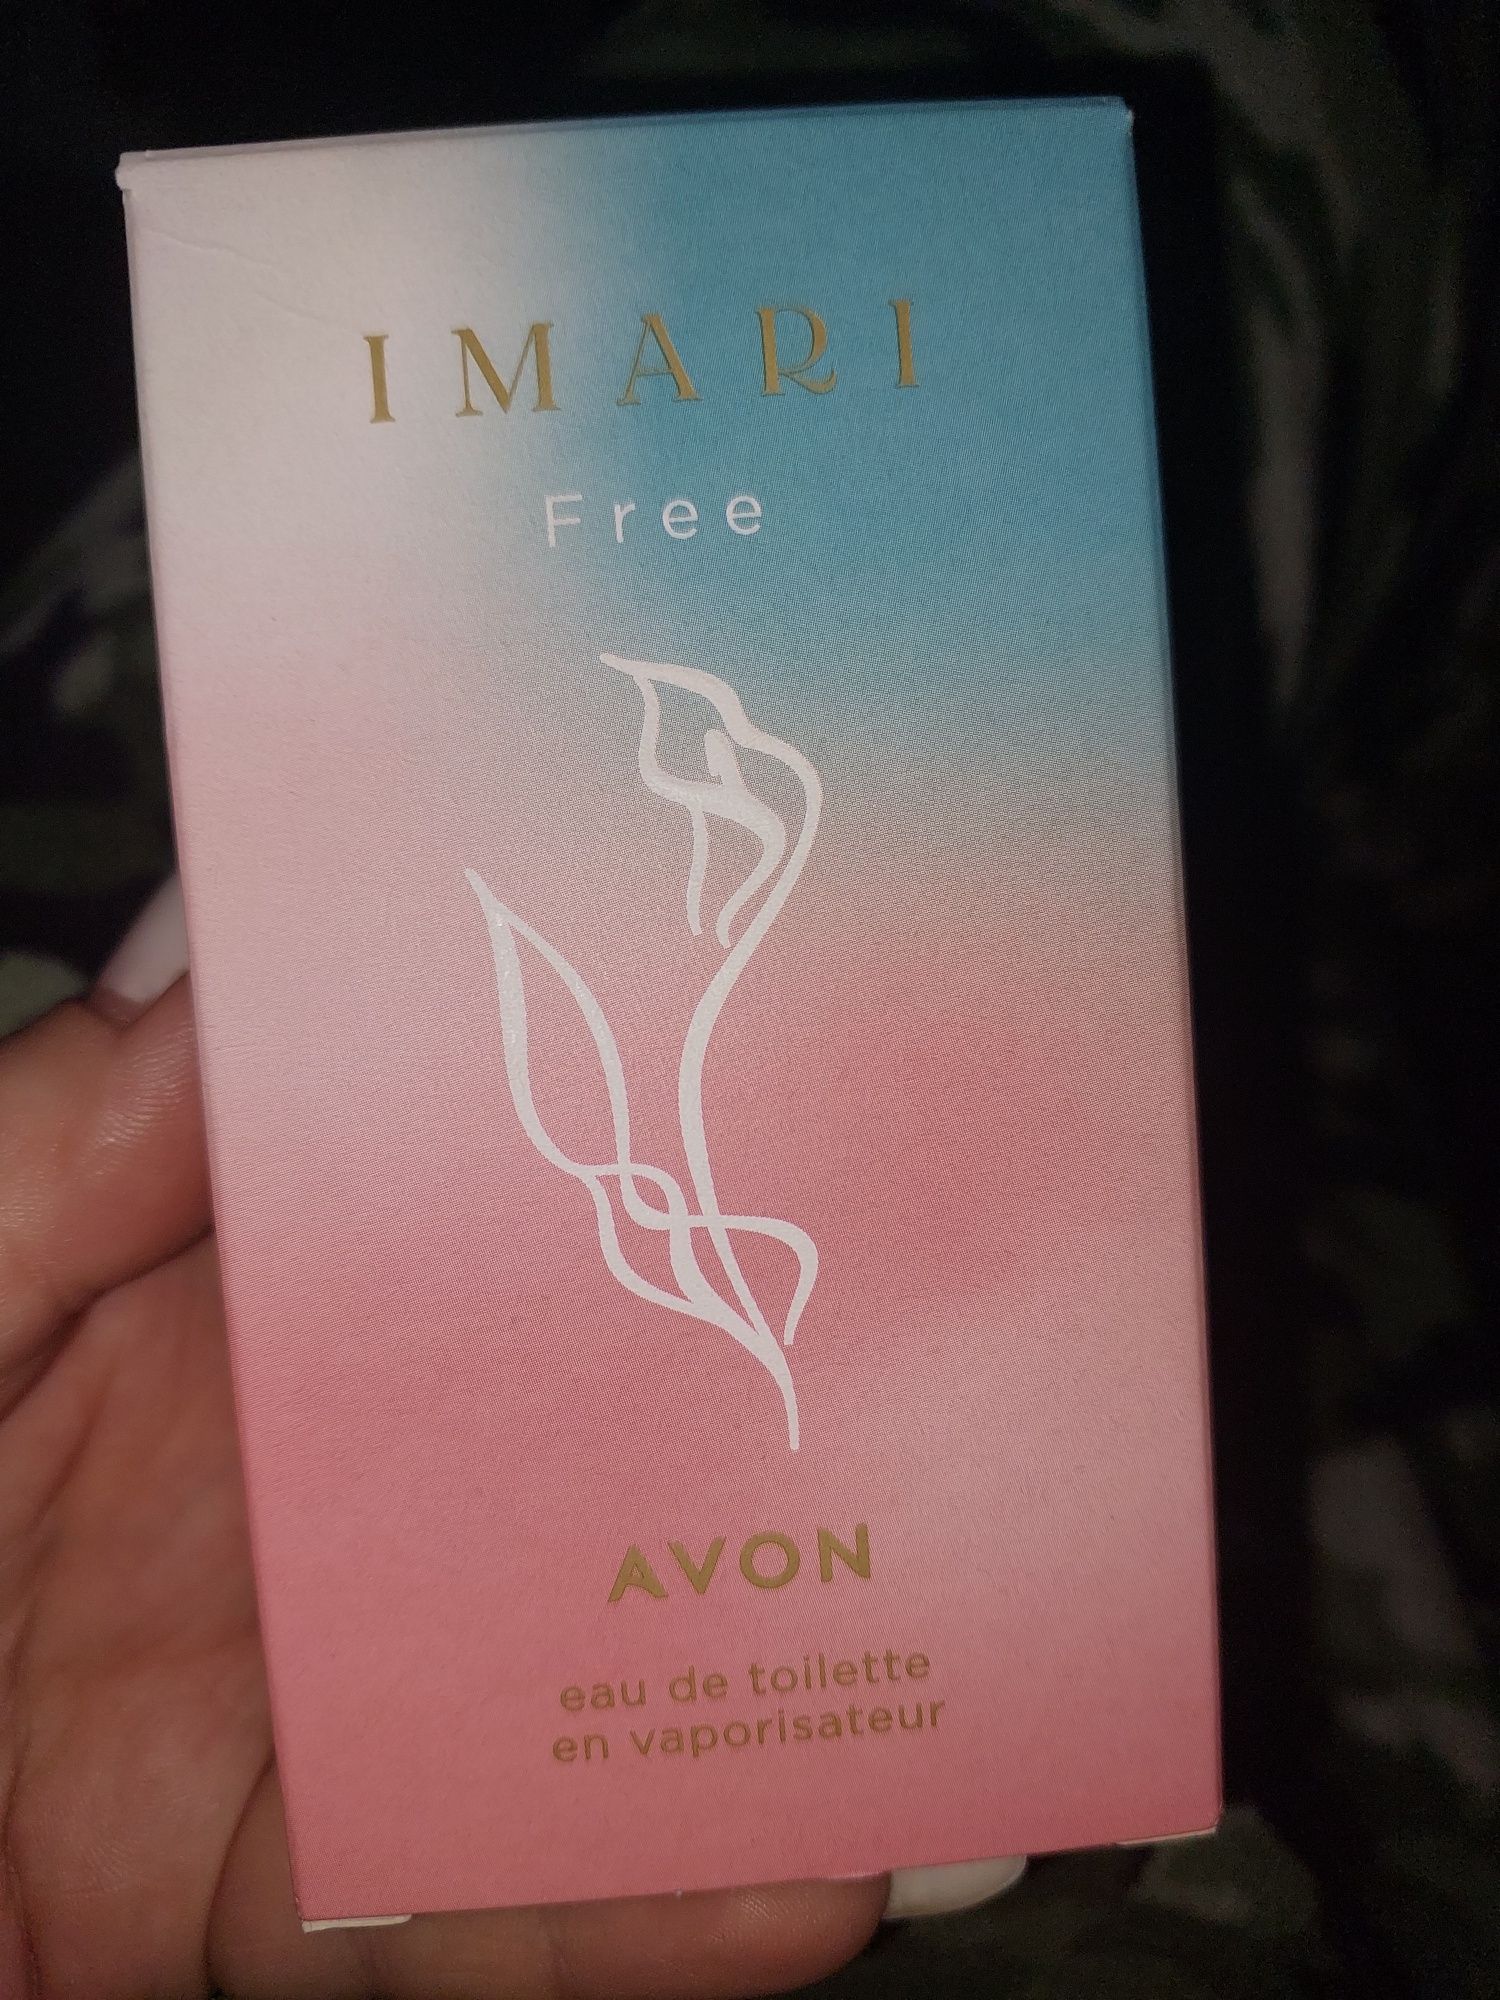 IMARI
Free
AVON
eau de toilette
en vaporisateur